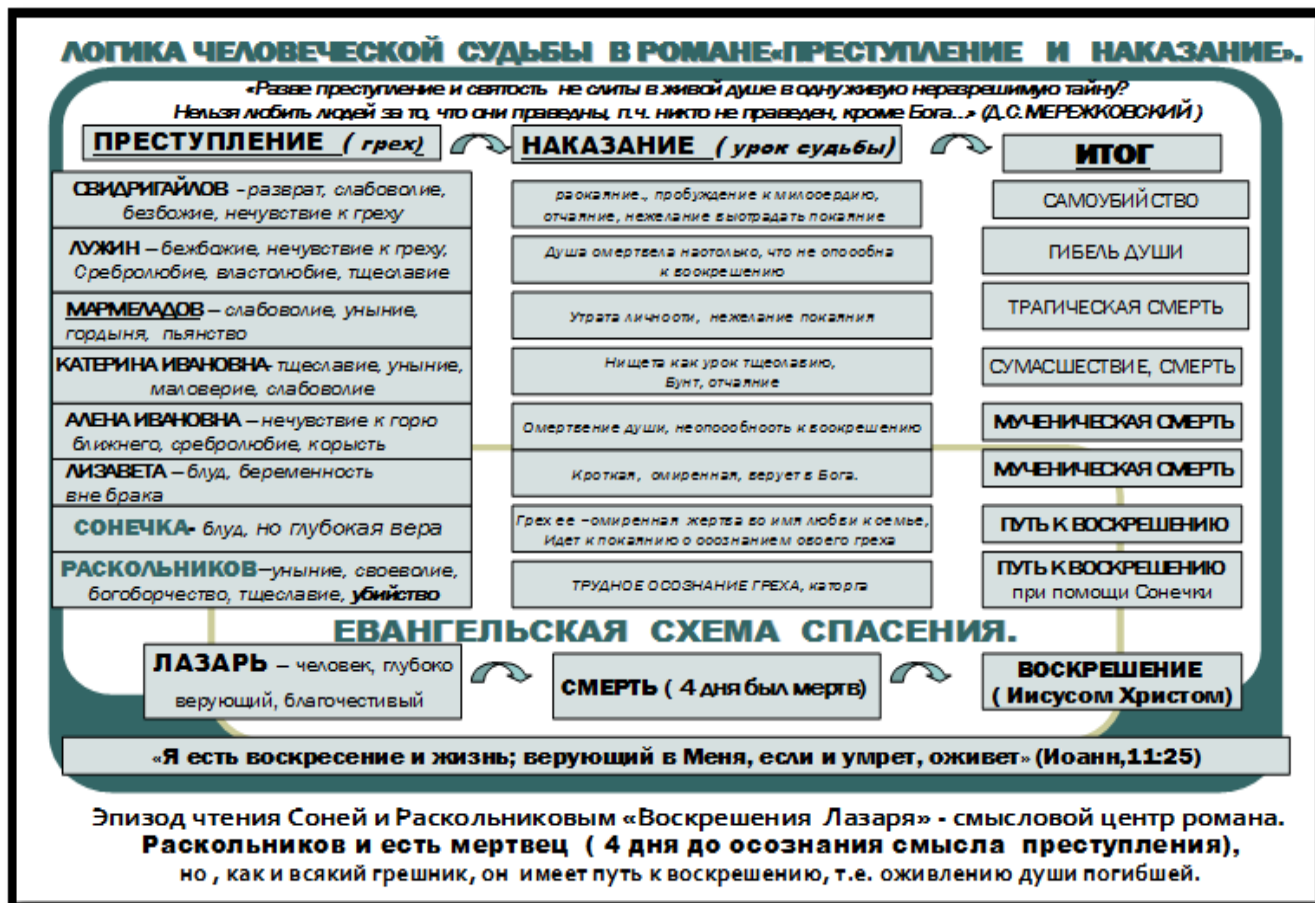 ЛОГИКА ЧЕЛОВЕЧЕСКОЙ СУДЬБЫ В РОМАНЕ«ПРЕСТУПЛЕНИЕ И НАКАЗАНИЕ».
«Разве преступление и святость не слиты в живой душе в одну живую неразрешимую тайну?
Нельзя любить людей за то, что они праведны, п.ч. никто не праведен, кроме Бога...» (Д.С. МЕРЕЖКОВСКИЙ )
ПРЕСТУПЛЕНИЕ ( грех)
НАКАЗАНИЕ ( урок судьбы)
ИТОГ
СВИДРИГАЙЛОВ –разврат, слабоволие,
безбожие, нечувствие к греху
раскаяние., пробуждение к милосердию,
отчаяние, нежелание выстрадать покаяние
САМОУБИЙСТВО
ЛУЖИН – бежбожие, нечувствие к греху,
Сребролюбие, властолюбие, тщеславие
Душа омертвела настолько, что не способна
к воскрешению
ГИБЕЛЬ ДУШИ
МАРМЕЛАДОВ – слабоволие, уныние,
гордыня, пьянство
Утрата личности, нежелание покаяния
ТРАГИЧЕСКАЯ СМЕРТЬ
КАТЕРИНА ИВАНОВНА- тщеславие, уныние,
маловерие, слабоволие
Нищета как урок тщеславию,
Бунт, отчаяние
СУМАСШЕСТВИЕ, СМЕРТЬ
АЛЕНА ИВАНОВНА – нечувствие к горю
ближнего, сребролюбие, корысть
Омертвение души, неспособность к воскрешению
МУЧЕНИЧЕСКАЯ СМЕРТЬ
ЛИЗАВЕТА – блуд, беременность
вне брака
Кроткая, смиренная, верует в Бога.
МУЧЕНИЧЕСКАЯ СМЕРТЬ
СОНЕЧКА- блуд, но глубокая вера
Грех ее –смиренная жертва во имя любви к семье,
Идет к покаянию с осознанием своего греха
ПУТЬ К ВОСКРЕШЕНИЮ
РАСКОЛЬНИКОВ–уныние, своеволие,
богоборчество, тщеславие, убийство
ТРУДНОЕ ОСОЗНАНИЕ ГРЕХА, каторга
ПУТЬ К ВОСКРЕШЕНИЮ
при помощи Сонечки
ЕВАНГЕЛЬСКАЯ СХЕМА СПАСЕНИЯ.
ЛАЗАРЬ – человек, глубоко
верующий, благочестивый
СМЕРТЬ ( 4 дня был мертв)
ВОСКРЕШЕНИЕ
( Иисусом Христом)
«Я есть воскресение и жизнь; верующий в Меня, если и умрет, оживет» (Иоанн,11:25)
Эпизод чтения Соней и Раскольниковым «Воскрешения Лазаря» - смысловой центр романа.
Раскольников и есть мертвец ( 4 дня до осознания смысла преступления),
но , как и всякий грешник, он имеет путь к воскрешению, т.е. оживлению души погибшей.